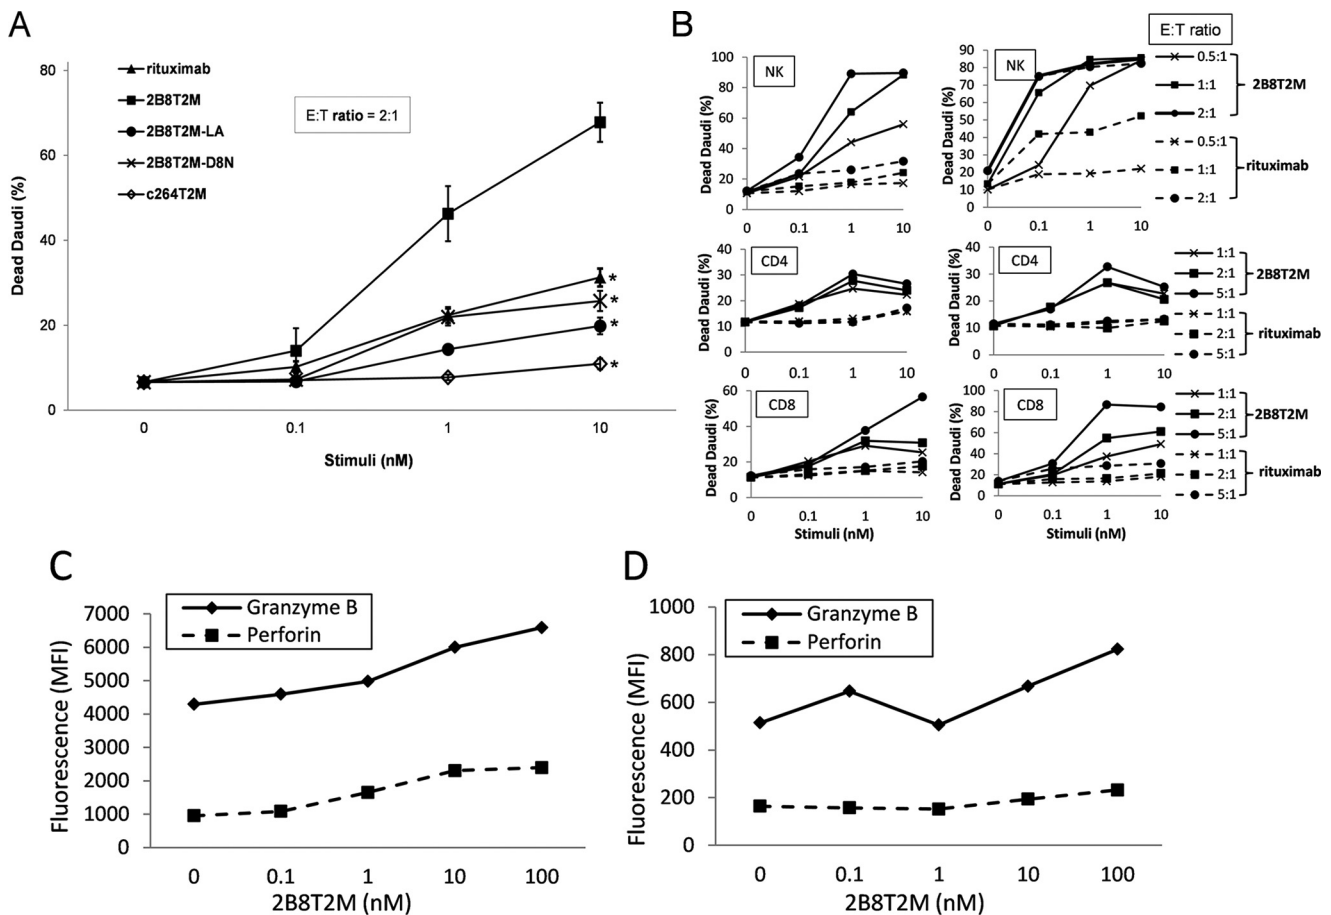 A
80
60
40
20
0
0
0.1
1
10
Dead Daudi (%)
Stimuli (nM)
rituximab
2B8T2M
2B8T2M-LA
2B8T2M-D8N
c264T2M
E:T ratio = 2:1
*
*
*
*
B
NK
100
80
60
40
20
0
0
0.1
1
10
Dead Daudi (%)
NK
90
80
70
60
50
40
30
20
10
0
0
0.1
1
10
Dead Daudi (%)
E:T ratio
0.5:1
1:1
2:1
2B8T2M
0.5:1
1:1
2:1
rituximab
CD4
40
30
20
10
0
0
0.1
1
10
Dead Daudi (%)
CD4
40
30
20
10
0
0
0.1
1
10
Dead Daudi (%)
1:1
2:1
5:1
2B8T2M
1:1
2:1
5:1
rituximab
CD8
60
40
20
0
0
0.1
1
10
Dead Daudi (%)
CD8
100
80
60
40
20
0
0
0.1
1
10
Dead Daudi (%)
1:1
2:1
5:1
2B8T2M
1:1
2:1
5:1
rituximab
Stimuli (nM)
Stimuli (nM)
C
Granzyme B
Perforin
7000
6000
5000
4000
3000
2000
1000
0
0
0.1
1
10
100
Fluorescence (MFI)
2B8T2M (nM)
D
Granzyme B
Perforin
1000
800
600
400
200
0
0
0.1
1
10
100
Fluorescence (MFI)
2B8T2M (nM)